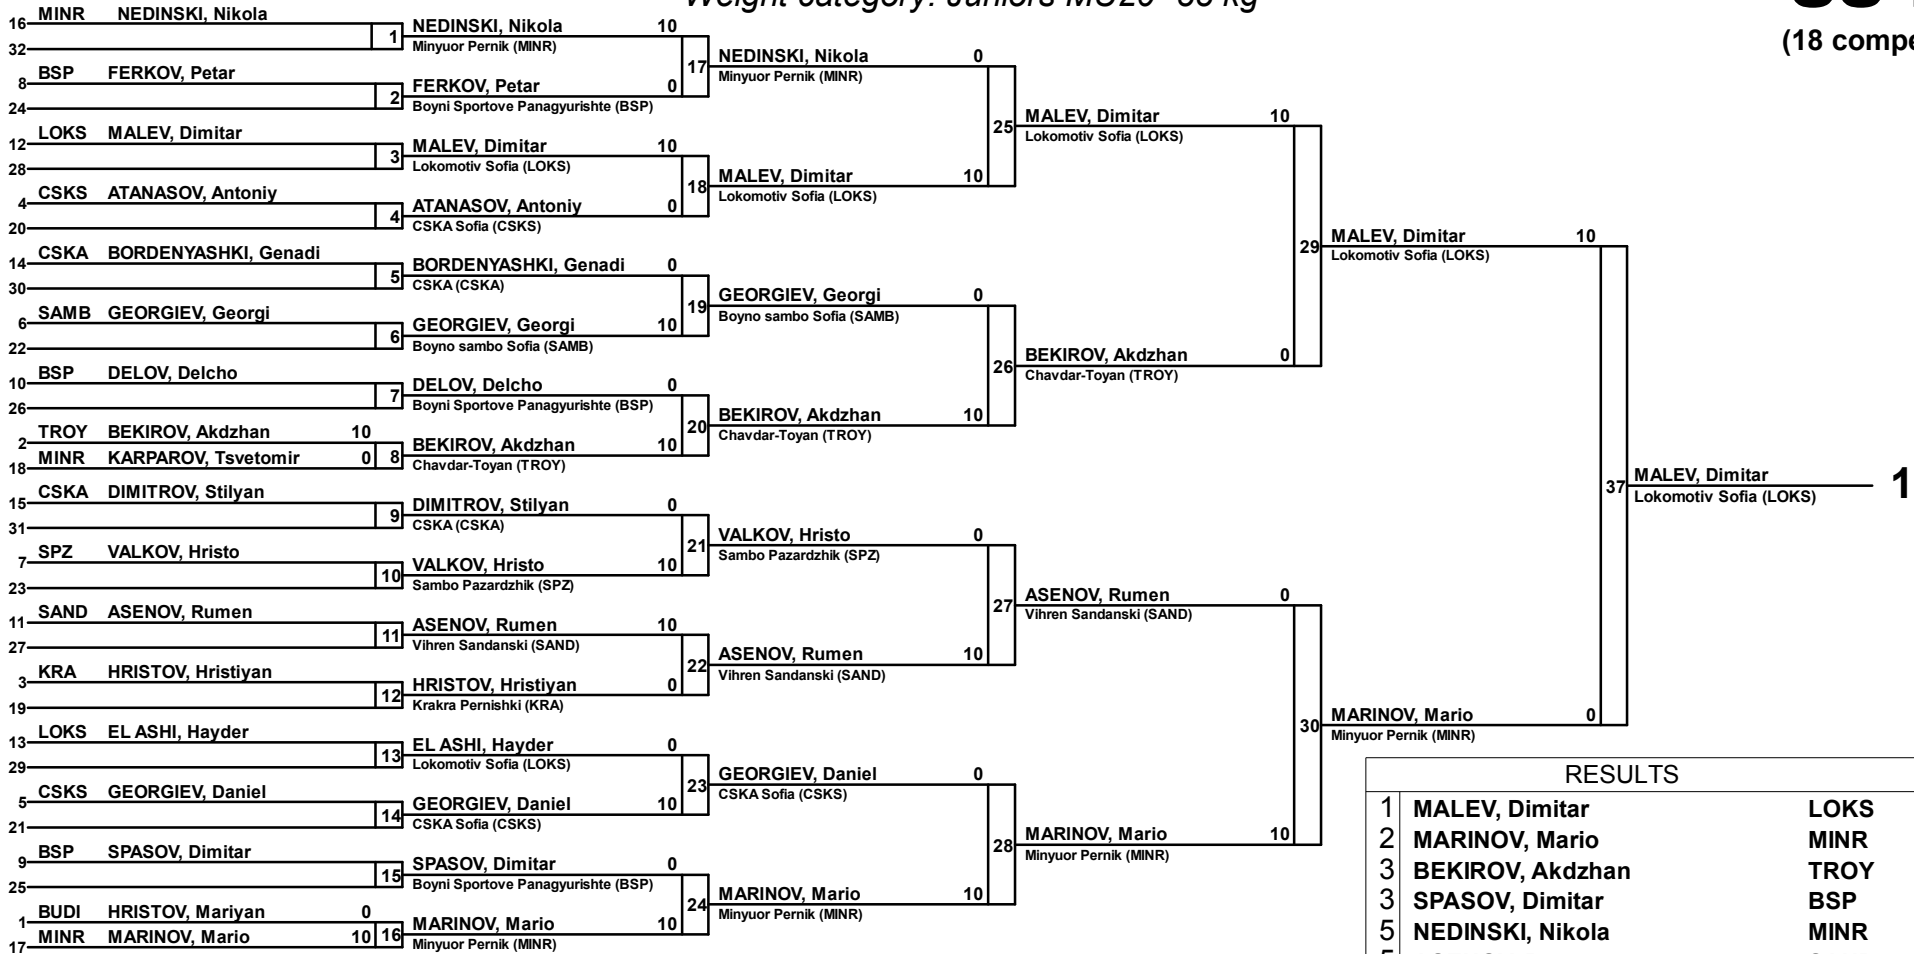 Weight category: Juniors MU20 -88 kg
(18 compe
16 MINR NEDINSKI, Nikola
32
1
NEDINSKI, Nikola 10
Minyuor Pernik (MINR)
8 BSP FERKOV, Petar
24
2
FERKOV, Petar 0
Boyni Sportove Panagyurishte (BSP)
17
NEDINSKI, Nikola 0
Minyuor Pernik (MINR)
12 LOKS MALEV, Dimitar
28
3
MALEV, Dimitar 10
Lokomotiv Sofia (LOKS)
4 CSKS ATANASOV, Antoniy
20
4
ATANASOV, Antoniy 0
CSKA Sofia (CSKS)
18
MALEV, Dimitar 10
Lokomotiv Sofia (LOKS)
25
MALEV, Dimitar 10
Lokomotiv Sofia (LOKS)
14 CSKA BORDENYASHKI, Genadi
30
5
BORDENYASHKI, Genadi 0
CSKA (CSKA)
6 SAMB GEORGIEV, Georgi
22
6
GEORGIEV, Georgi 10
Boyno sambo Sofia (SAMB)
19
GEORGIEV, Georgi 0
Boyno sambo Sofia (SAMB)
10 BSP DELOV, Delcho
26
7
DELOV, Delcho 0
Boyni Sportove Panagyurishte (BSP)
2 TROY BEKIROV, Akdzhan 10
18 MINR KARPAROV, Tsvetomir 0
8
BEKIROV, Akdzhan 10
Chavdar-Toyan (TROY)
20
BEKIROV, Akdzhan 10
Chavdar-Toyan (TROY)
26
BEKIROV, Akdzhan 0
Chavdar-Toyan (TROY)
29
MALEV, Dimitar 10
Lokomotiv Sofia (LOKS)
15 CSKA DIMITROV, Stilyan
31
9
DIMITROV, Stilyan 0
CSKA (CSKA)
7 SPZ VALKOV, Hristo
23
10
VALKOV, Hristo 10
Sambo Pazardzhik (SPZ)
21
VALKOV, Hristo 0
Sambo Pazardzhik (SPZ)
11 SAND ASENOV, Rumen
27
11
ASENOV, Rumen 10
Vihren Sandanski (SAND)
3 KRA HRISTOV, Hristiyan
19
12
HRISTOV, Hristiyan 0
Krakra Pernishki (KRA)
22
ASENOV, Rumen 10
Vihren Sandanski (SAND)
27
ASENOV, Rumen 0
Vihren Sandanski (SAND)
13 LOKS EL ASHI, Hayder
29
13
EL ASHI, Hayder 0
Lokomotiv Sofia (LOKS)
5 CSKS GEORGIEV, Daniel
21
14
GEORGIEV, Daniel 10
CSKA Sofia (CSKS)
23
GEORGIEV, Daniel 0
CSKA Sofia (CSKS)
9 BSP SPASOV, Dimitar
25
15
SPASOV, Dimitar 0
Boyni Sportove Panagyurishte (BSP)
1 BUDI HRISTOV, Mariyan 0
17 MINR MARINOV, Mario 10
16
MARINOV, Mario 10
Minyuor Pernik (MINR)
24
MARINOV, Mario 10
Minyuor Pernik (MINR)
28
MARINOV, Mario 10
Minyuor Pernik (MINR)
30
MARINOV, Mario 0
Minyuor Pernik (MINR)
37
MALEV, Dimitar
Lokomotiv Sofia (LOKS)
1
RESULTS
1 MALEV, Dimitar LOKS
2 MARINOV, Mario MINR
3 BEKIROV, Akdzhan TROY
3 SPASOV, Dimitar BSP
5 NEDINSKI, Nikola MINR